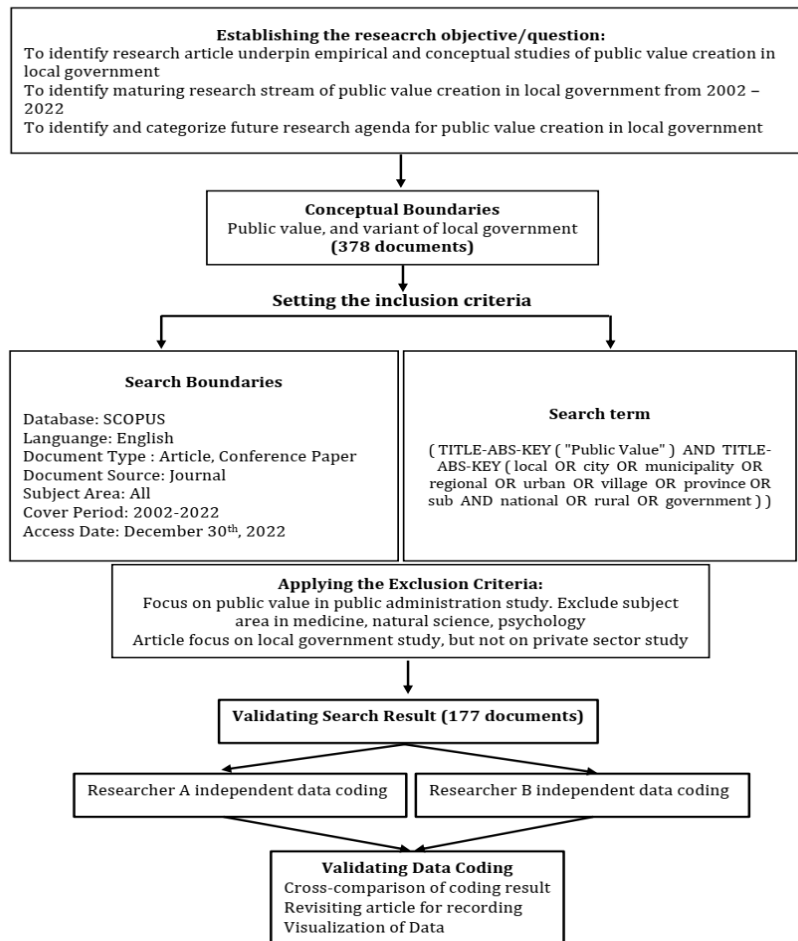 Establishing the researcrh objective/question:
To identify research article underpin empirical and conceptual studies of public value creation in
local government
To identify maturing research stream of public value creation in local government from 2002 –
2022
To identify and categorize future research agenda for public value creation in local government
Conceptual Boundaries
Public value, and variant of local government
(378 documents)
Setting the inclusion criteria
Search Boundaries
Database: SCOPUS
Languange: English
Document Type : Article, Conference Paper
Document Source: Journal
Subject Area: All
Cover Period: 2002-2022
Access Date: December 30th, 2022
Search term
( TITLE-ABS-KEY ( "Public Value" ) AND TITLE-
ABS-KEY ( local OR city OR municipality OR
regional OR urban OR village OR province OR
sub AND national OR rural OR government ) )
Applying the Exclusion Criteria:
Focus on public value in public administration study. Exclude subject
area in medicine, natural science, psychology
Article focus on local government study, but not on private sector study
Validating Search Result (177 documents)
Researcher A independent data coding
Researcher B independent data coding
Validating Data Coding
Cross-comparison of coding result
Revisiting article for recording
Visualization of Data